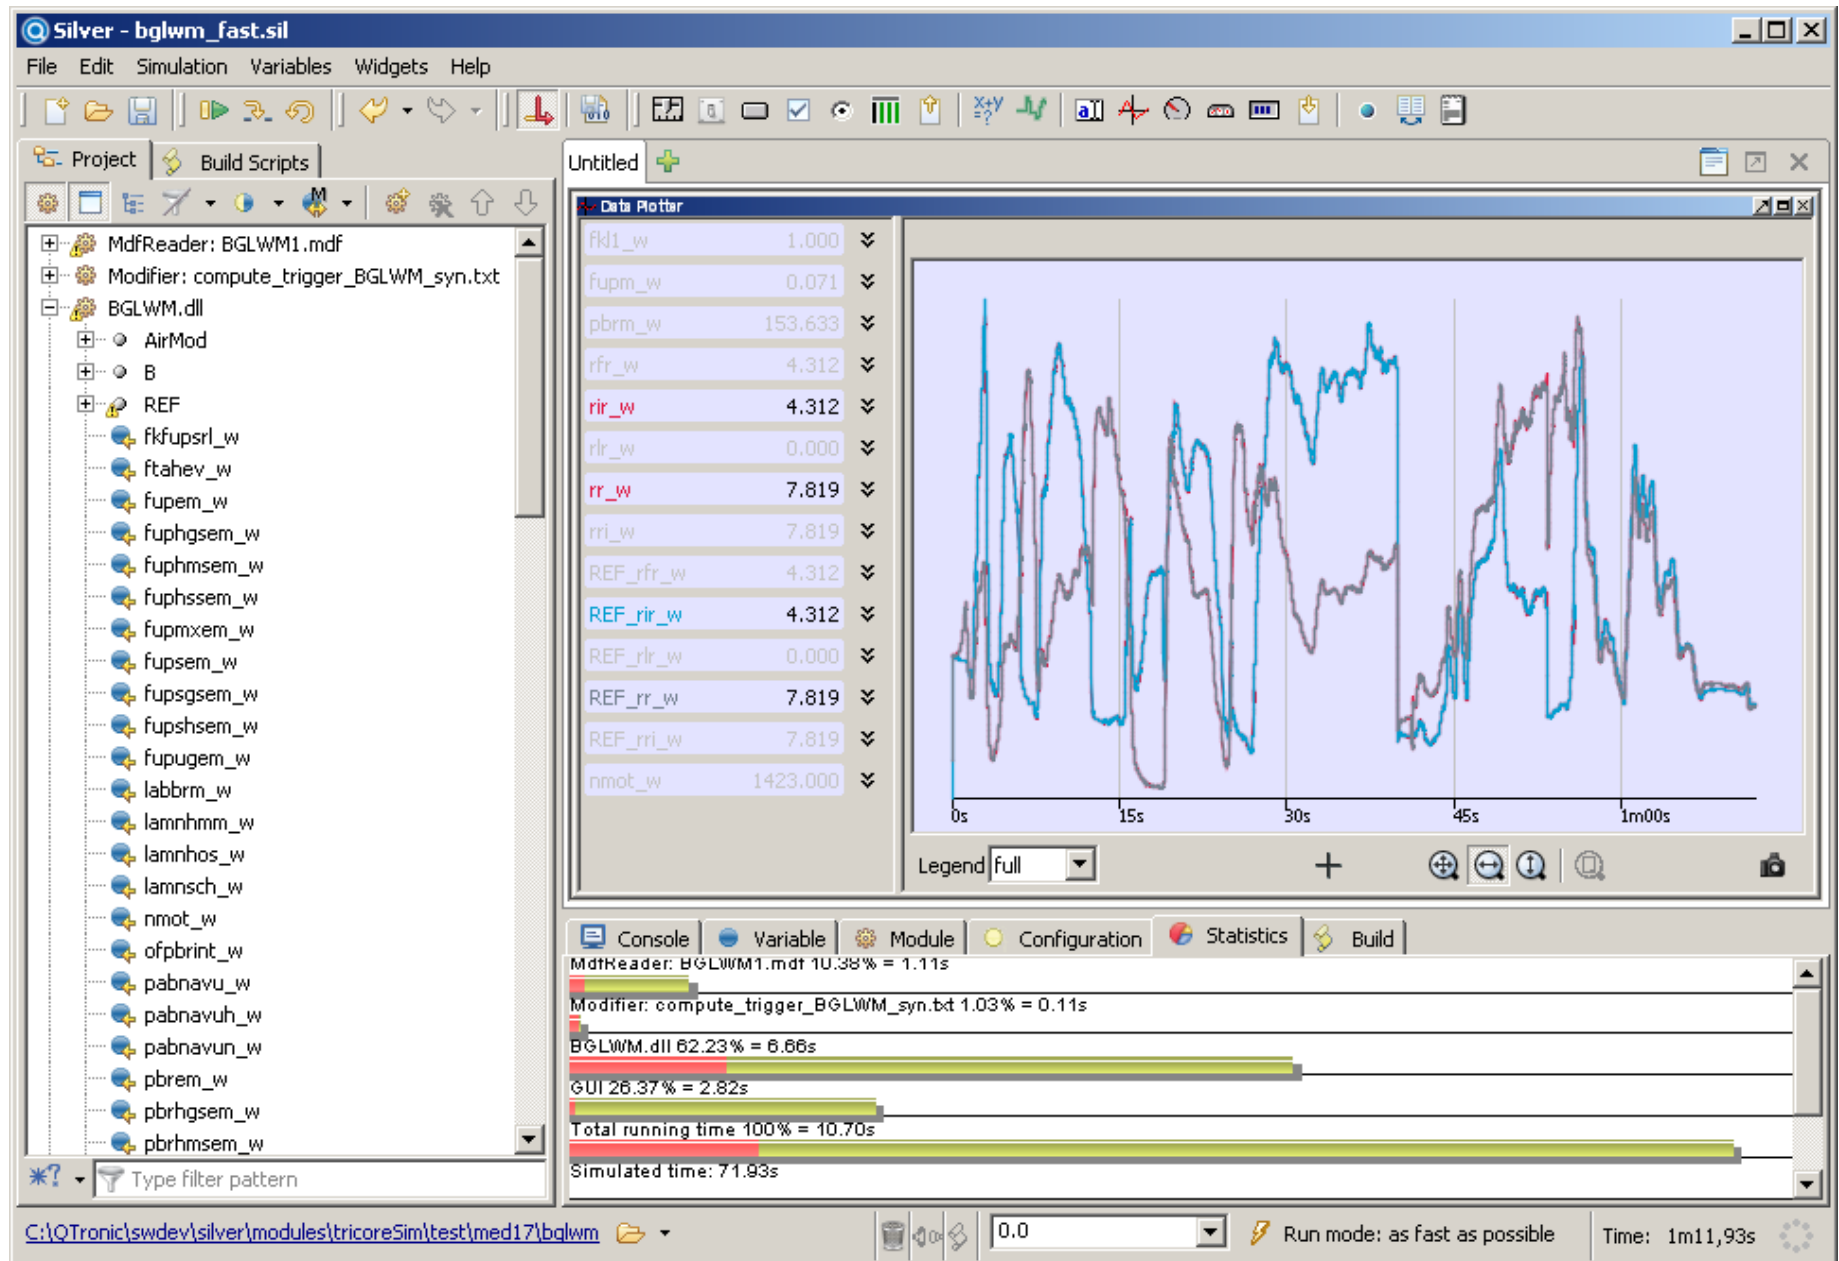 Silver - bglwm_fast.sil
File Edit Simulation Variables Widgets Help
Project Build Scripts
MdfReader: BGLWM1.mdf
Modifier: compute_trigger_BGLWM_syn.txt
BGLWM.dll
AirMod
B
REF
fkfupsrl_w
ftahev_w
fupem_w
fuphgsem_w
fuphmsem_w
fuphssem_w
fupmxem_w
fupsem_w
fupsgsem_w
fupshsem_w
fupugem_w
labbrm_w
lamnhmm_w
lamnhos_w
lamnsch_w
nmot_w
ofpbrint_w
pabnavu_w
pabnavuh_w
pabnavun_w
pbrem_w
pbrhgsem_w
pbrhmsem_w
Type filter pattern
Untitled
Data Plotter
fkl1_w 1.000
fupm_w 0.071
pbrm_w 153.633
rfr_w 4.312
rir_w 4.312
rlr_w 0.000
rr_w 7.819
rri_w 7.819
REF_rfr_w 4.312
REF_rir_w 4.312
REF_rlr_w 0.000
REF_rr_w 7.819
REF_rri_w 7.819
nmot_w 1423.000
0s 15s 30s 45s 1m00s
Legend full
Console Variable Module Configuration Statistics Build
MdfReader: BGLWM1.mdf 10.38% = 1.11s
Modifier: compute_trigger_BGLWM_syn.txt 1.03% = 0.11s
BGLWM.dll 62.23% = 6.66s
GUI 26.37% = 2.82s
Total running time 100% = 10.70s
Simulated time: 71.93s
C:\QTronic\swdev\silver\modules\tricoreSim\test\med17\bglwm
0.0
Run mode: as fast as possible
Time: 1m11,93s